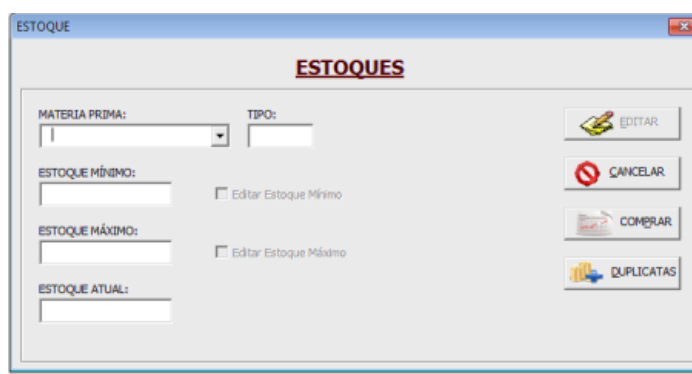 ESTOQUE
ESTOQUES
MATERIA PRIMA: TIPO:
EDITAR
ESTOQUE MÍNIMO:
Editar Estoque Mínimo
CANCELAR
ESTOQUE MÁXIMO:
Editar Estoque Máximo
COMPRAR
ESTOQUE ATUAL:
DUPLICATAS